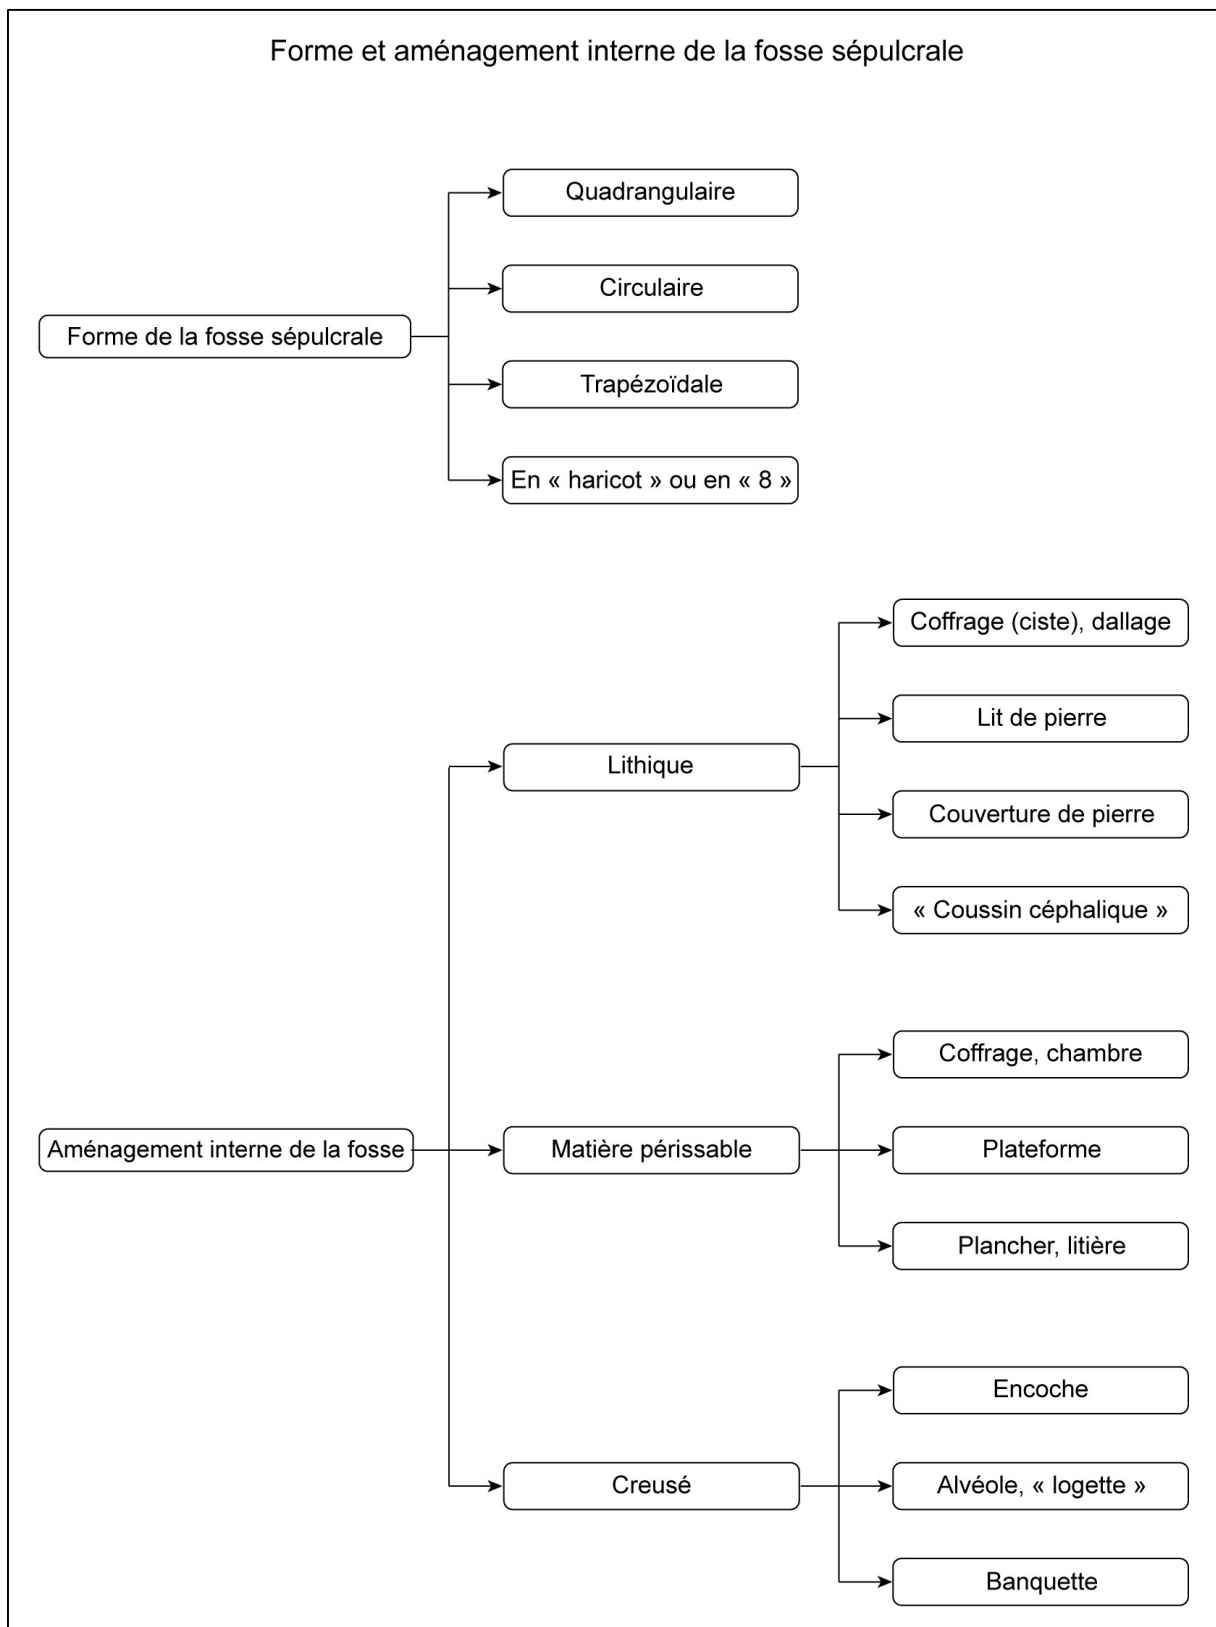 Forme et aménagement interne de la fosse sépulcrale
Forme de la fosse sépulcrale
Quadrangulaire
Circulaire
Trapézoïdale
En « haricot » ou en « 8 »
Aménagement interne de la fosse
Lithique
Coffrage (ciste), dallage
Lit de pierre
Couverture de pierre
« Coussin céphalique »
Matière périssable
Coffrage, chambre
Plateforme
Plancher, litière
Creusé
Encoche
Alvéole, « logette »
Banquette